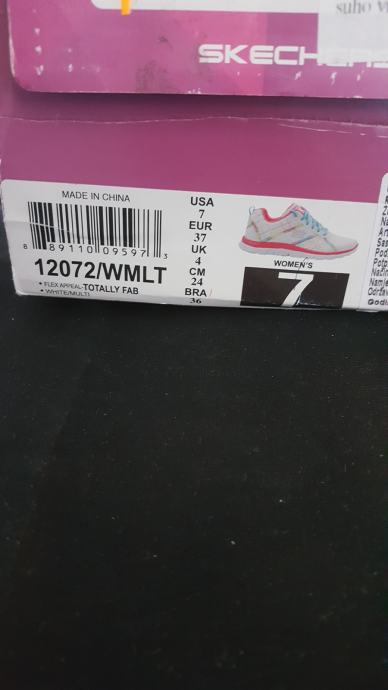 suho
SKECHERS
MADE IN CHINA
8 89110 09597 3
12072/WMLT
• FLEX APPEAL-TOTALLY FAB
• WHITE/MULTI
USA
7
EUR
37
UK
4
CM
24
BRA
36
WOMEN'S
7